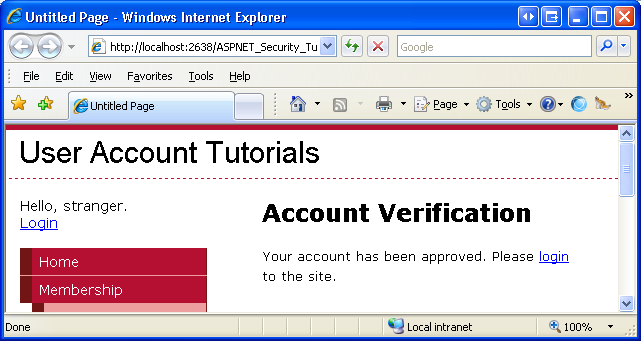 Untitled Page - Windows Internet Explorer
http://localhost:2638/ASPNET_Security_Tu
Google
File Edit View Favorites Tools Help
Untitled Page
Page Tools
User Account Tutorials
Hello, stranger.
Login
Home
Membership
Account Verification
Your account has been approved. Please login
to the site.
Done
Local intranet
100%